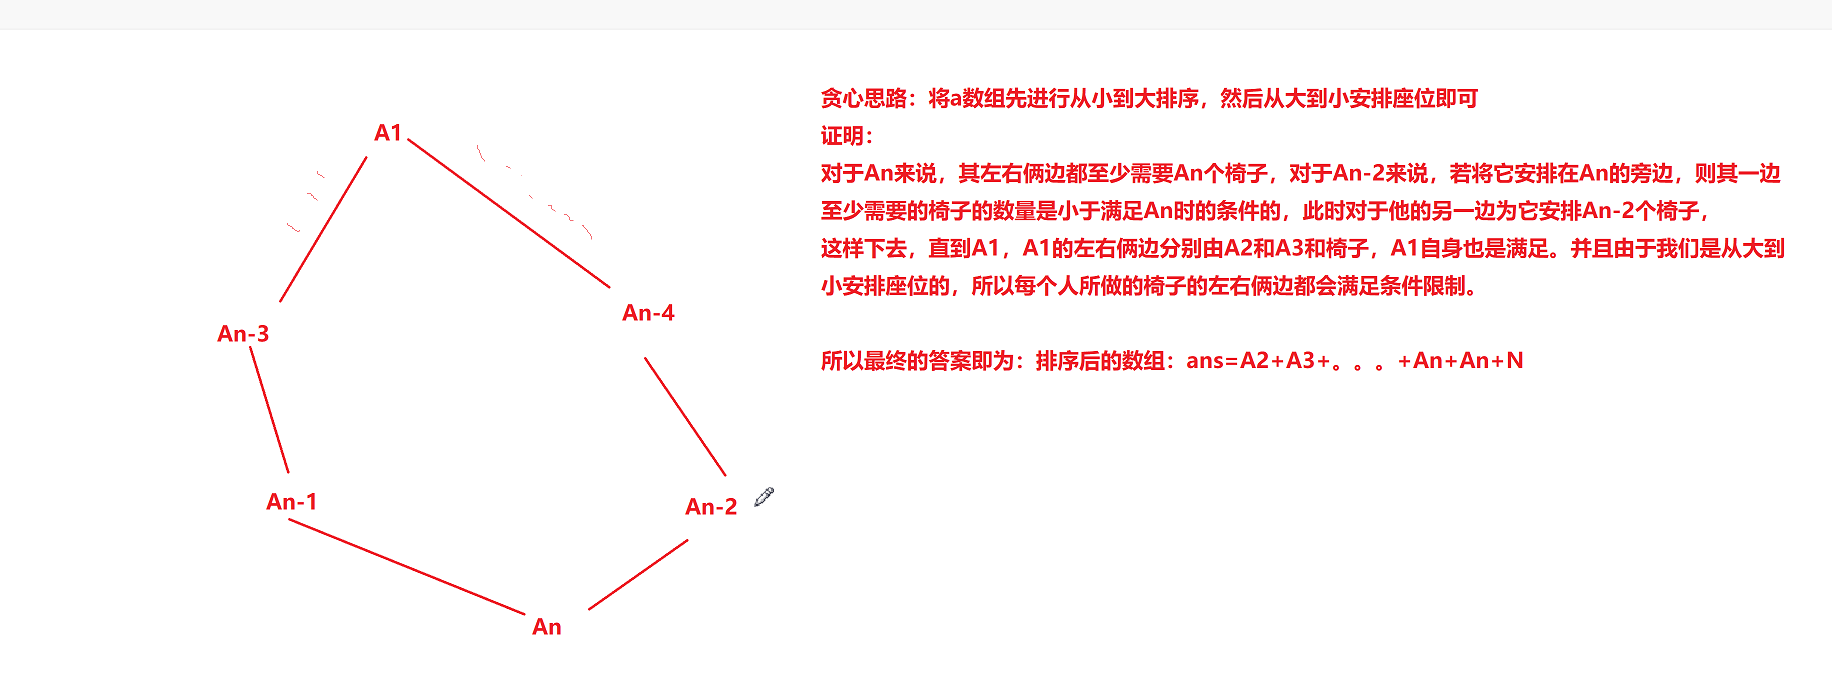 贪心思路：将a数组先进行从小到大排序，然后从大到小安排座位即可
证明：
对于An来说，其左右俩边都至少需要An个椅子，对于An-2来说，若将它安排在An的旁边，则其一边
至少需要的椅子的数量是小于满足An时的条件的，此时对于他的另一边为它安排An-2个椅子，
这样下去，直到A1，A1的左右俩边分别由A2和A3和椅子，A1自身也是满足。并且由于我们是从大到
小安排座位的，所以每个人所做的椅子的左右俩边都会满足条件限制。
所以最终的答案即为：排序后的数组：ans=A2+A3+。。。+An+An+N
A1
An-4
An-3
An-1
An-2
An